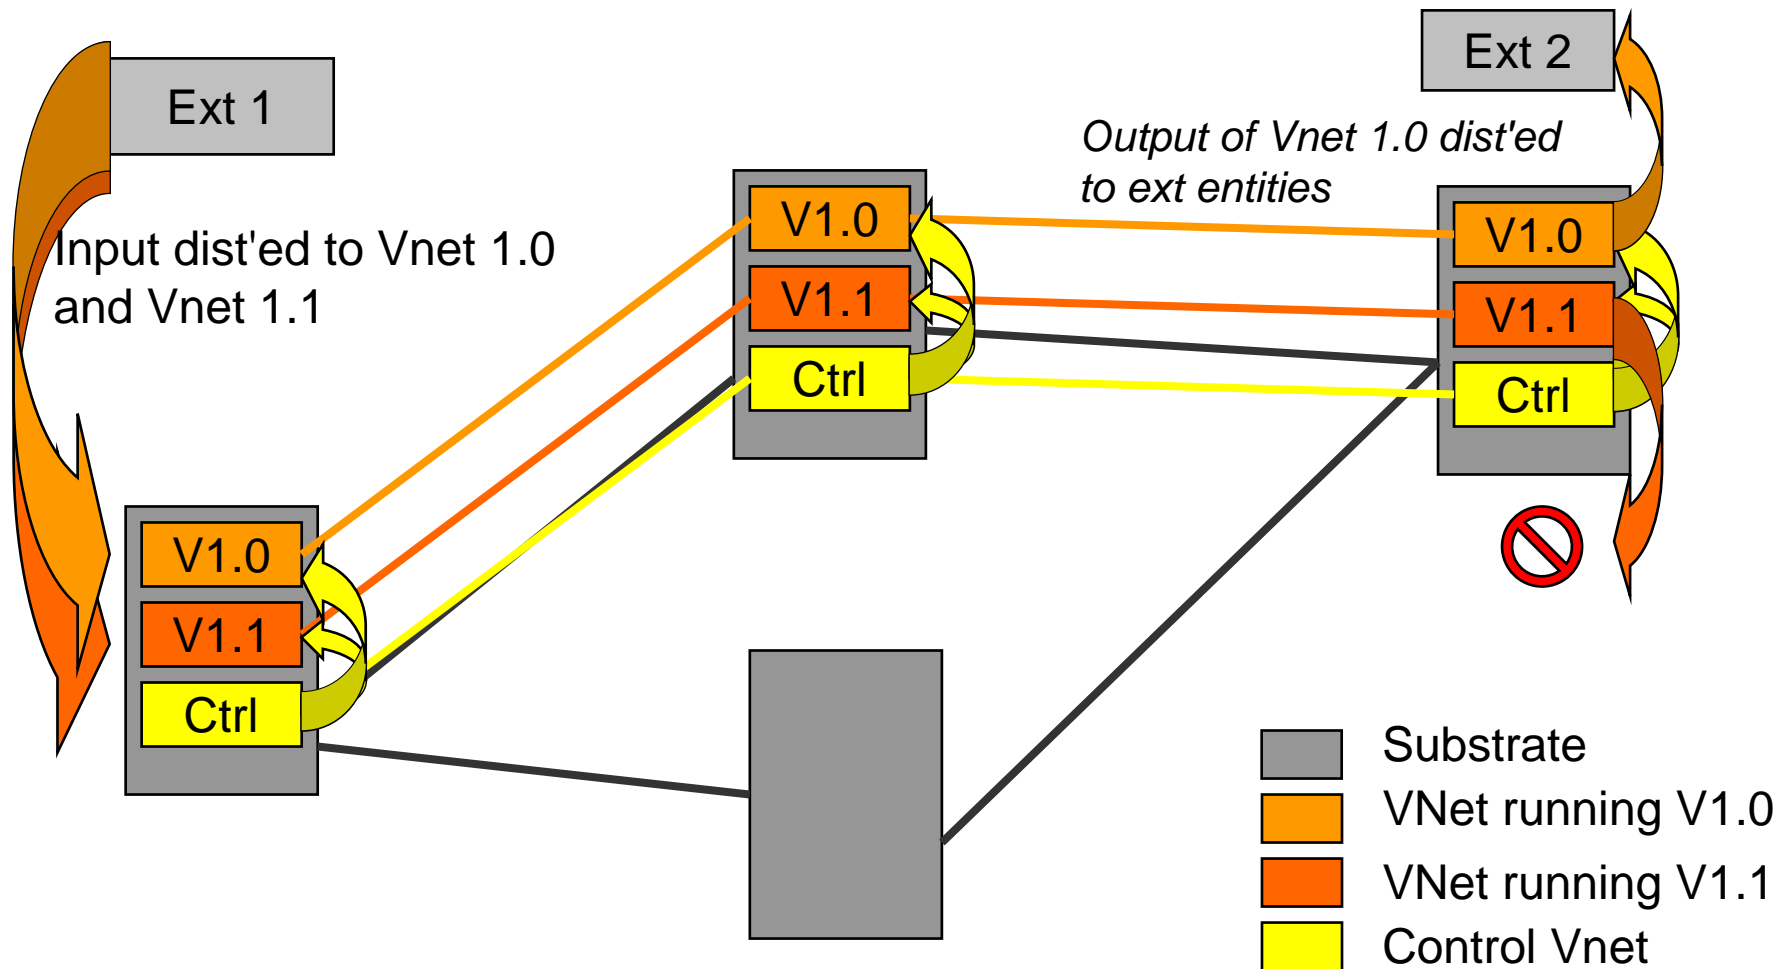 Ext 1
Ext 2
Output of Vnet 1.0 dist'ed
to ext entities
Input dist'ed to Vnet 1.0
and Vnet 1.1
V1.0
V1.1
Ctrl
V1.0
V1.1
Ctrl
V1.0
V1.1
Ctrl
Substrate
VNet running V1.0
VNet running V1.1
Control Vnet